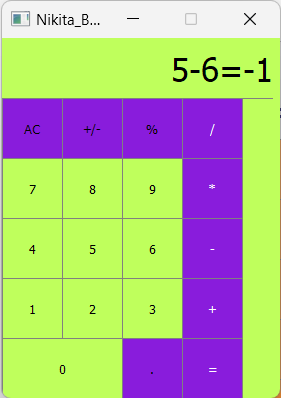 Nikita_B...
5-6=-1
AC +/- % /
7 8 9 *
4 5 6 -
1 2 3 +
0 . =